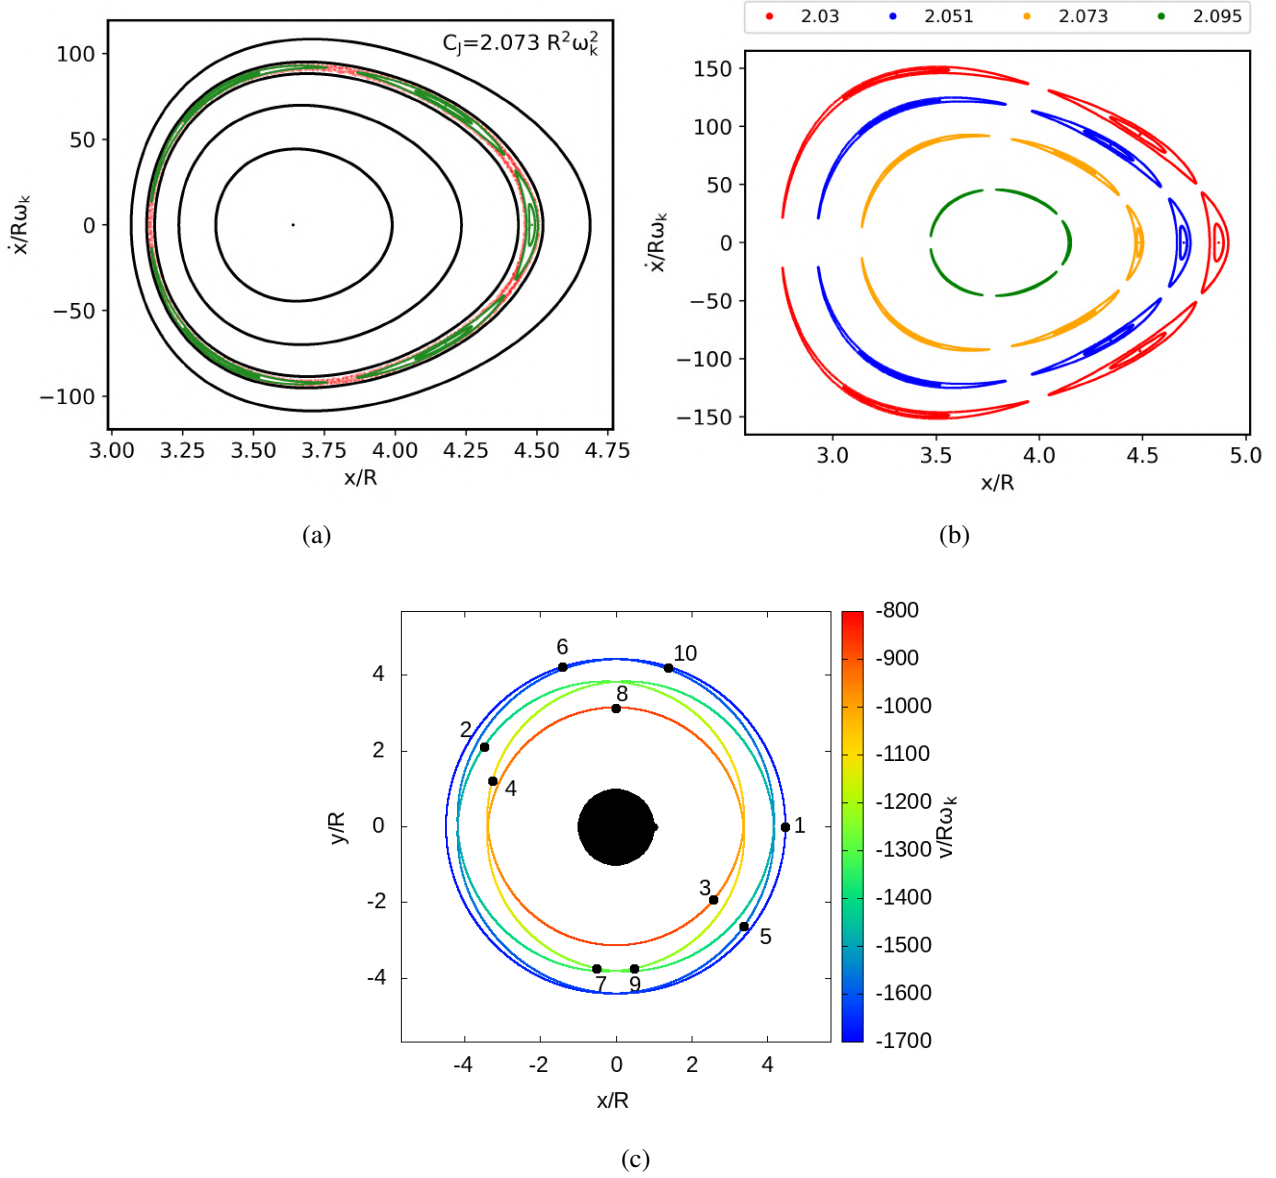 C_J=2.073 R²ω_k²
100
50
0
−50
−100
ẋ/Rω_k
3.00 3.25 3.50 3.75 4.00 4.25 4.50 4.75
x/R
(a)
2.03 2.051 2.073 2.095
150
100
50
0
−50
−100
−150
ẋ/Rω_k
3.0 3.5 4.0 4.5 5.0
x/R
(b)
6 10
8
2
4
1
3
5
7 9
4
2
0
-2
-4
y/R
-4 -2 0 2 4
x/R
-800
-900
-1000
-1100
-1200
-1300
-1400
-1500
-1600
-1700
v/Rω_k
(c)